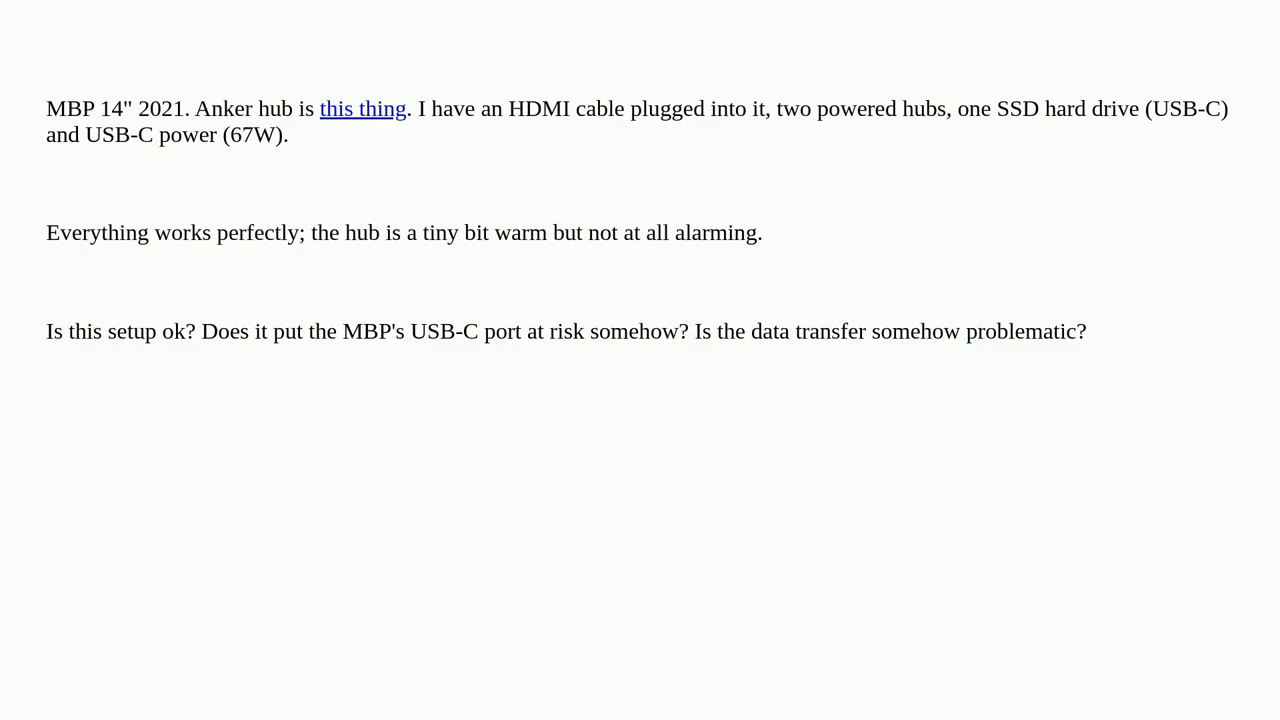 MBP 14" 2021. Anker hub is this thing. I have an HDMI cable plugged into it, two powered hubs, one SSD hard drive (USB-C)
and USB-C power (67W).
Everything works perfectly; the hub is a tiny bit warm but not at all alarming.
Is this setup ok? Does it put the MBP's USB-C port at risk somehow? Is the data transfer somehow problematic?